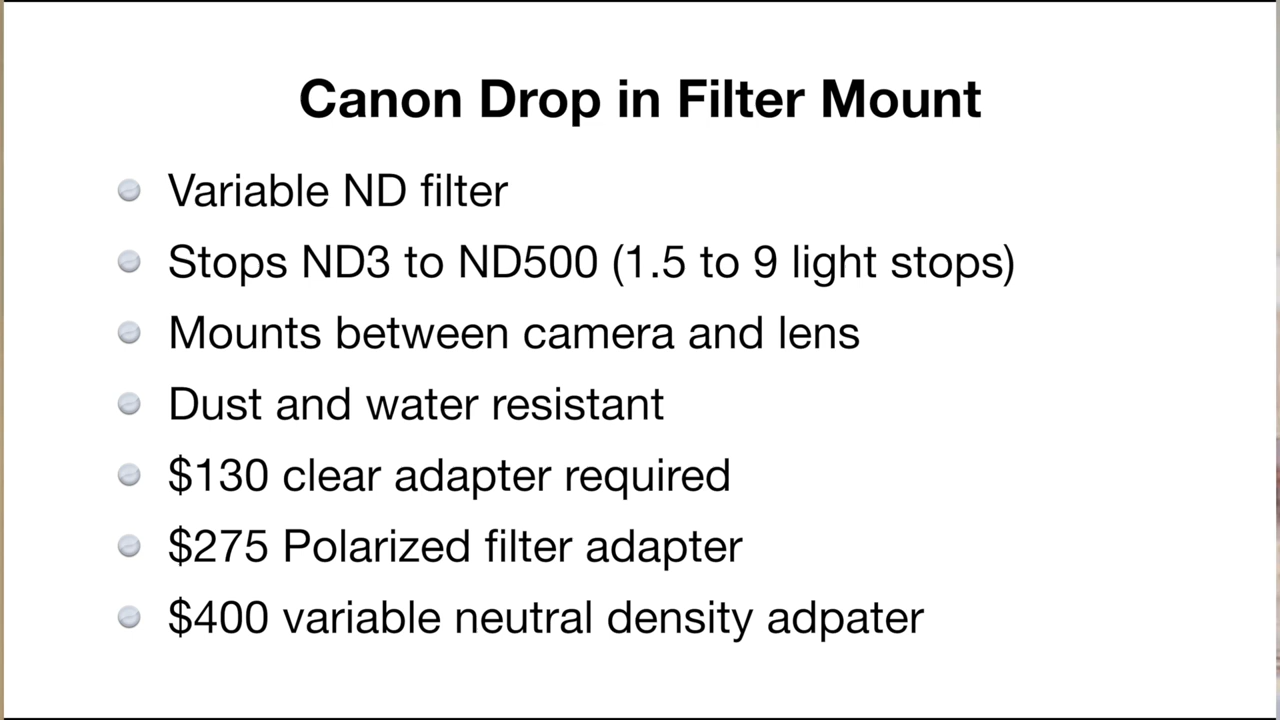 Canon Drop in Filter Mount
Variable ND filter
Stops ND3 to ND500 (1.5 to 9 light stops)
Mounts between camera and lens
Dust and water resistant
$130 clear adapter required
$275 Polarized filter adapter
$400 variable neutral density adpater